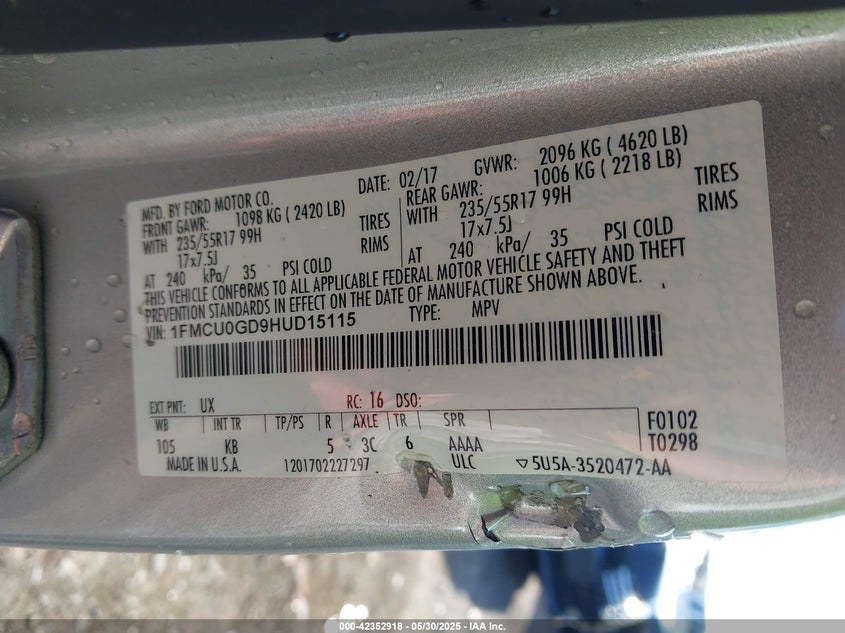 MFD. BY FORD MOTOR CO.
DATE: 02/17
GVWR: 2096 KG ( 4620 LB)
FRONT GAWR: 1098 KG ( 2420 LB)
REAR GAWR: 1006 KG ( 2218 LB)
WITH 235/55R17 99H TIRES
WITH 235/55R17 99H TIRES
17x7.5J RIMS
17x7.5J RIMS
AT 240 kPa/ 35 PSI COLD
AT 240 kPa/ 35 PSI COLD
THIS VEHICLE CONFORMS TO ALL APPLICABLE FEDERAL MOTOR VEHICLE SAFETY AND THEFT
PREVENTION STANDARDS IN EFFECT ON THE DATE OF MANUFACTURE SHOWN ABOVE.
VIN: 1FMCU0GD9HUD15115
TYPE: MPV
EXT PNT: UX RC: 16 DSO:
WB INT TR TP/PS R AXLE TR SPR
F0102
105 KB 5 3C 6 AAAA
T0298
MADE IN U.S.A. 1201702227297 ULC ▽5U5A-3520472-AA
000-42352918 - 05/30/2025 - IAA Inc.